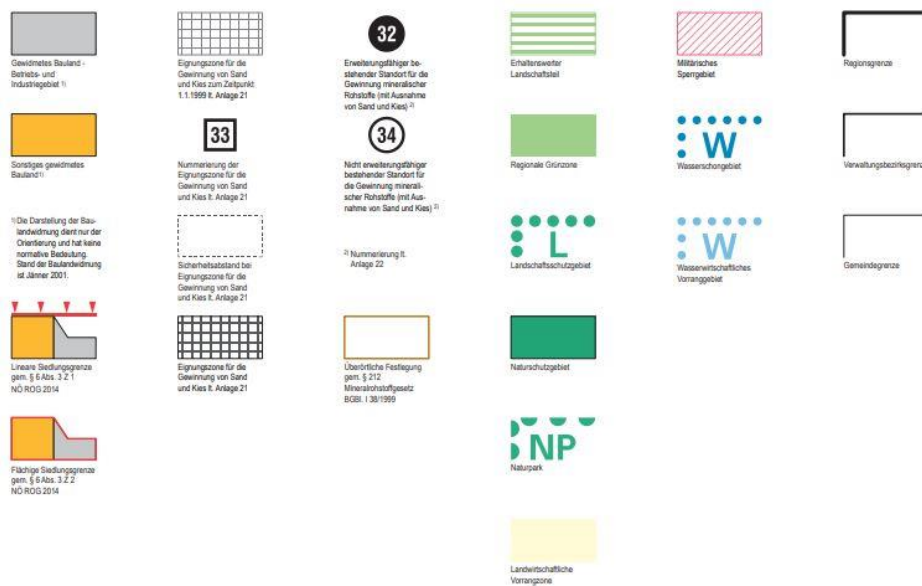 Gewidmetes Bauland -
Betriebs- und
Industriegebiet 1)
Sonstiges gewidmetes
Bauland 1)
1) Die Darstellung der Bau-
landwidmung dient nur der
Orientierung und hat keine
normative Bedeutung.
Stand der Baulandwidmung
ist Jänner 2001.
Lineare Siedlungsgrenze
gem. § 6 Abs. 3 Z 1
NÖ ROG 2014
Flächige Siedlungsgrenze
gem. § 6 Abs. 3 Z 2
NÖ ROG 2014
Eignungszone für die
Gewinnung von Sand
und Kies zum Zeitpunkt
1.1.1999 lt. Anlage 21
33
Nummerierung der
Eignungszone für die
Gewinnung von Sand
und Kies lt. Anlage 21
Sicherheitsabstand bei
Eignungszone für die
Gewinnung von Sand
und Kies lt. Anlage 21
Eignungszone für die
Gewinnung von Sand
und Kies lt. Anlage 21
32
Erweiterungsfähiger be-
stehender Standort für die
Gewinnung mineralischer
Rohstoffe (mit Ausnahme
von Sand und Kies) 2)
34
Nicht erweiterungsfähiger
bestehender Standort für
die Gewinnung minerali-
scher Rohstoffe (mit Aus-
nahme von Sand und Kies) 2)
2) Nummerierung lt.
Anlage 22
Überörtliche Festlegung
gem. § 212
Mineralrohstoffgesetz
BGBl. I 38/1999
Erhaltenswerter
Landschaftsteil
Regionale Grünzone
L
Landschaftsschutzgebiet
Naturschutzgebiet
NP
Naturpark
Landwirtschaftliche
Vorrangzone
Militärisches
Sperrgebiet
W
Wasserschongebiet
W
Wasserwirtschaftliches
Vorranggebiet
Regionsgrenze
Verwaltungsbezirksgrenz
Gemeindegrenze